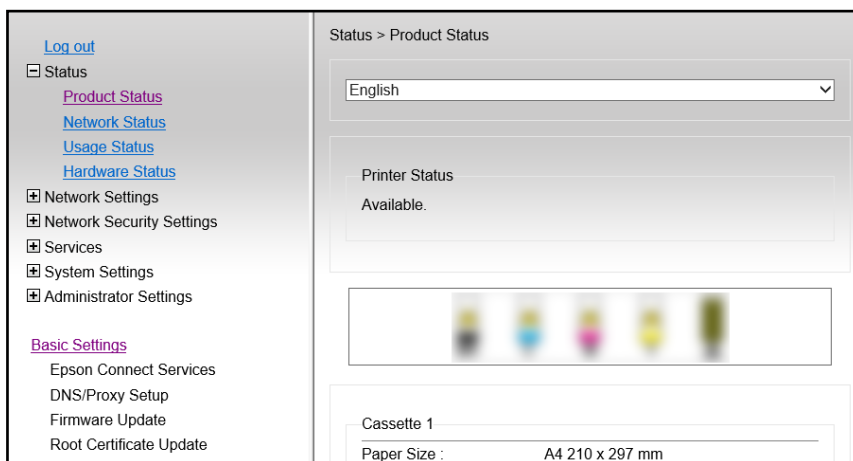 Log out
Status
Product Status
Network Status
Usage Status
Hardware Status
Network Settings
Network Security Settings
Services
System Settings
Administrator Settings
Basic Settings
Epson Connect Services
DNS/Proxy Setup
Firmware Update
Root Certificate Update
Status > Product Status
English
Printer Status
Available.
Cassette 1
Paper Size : A4 210 x 297 mm